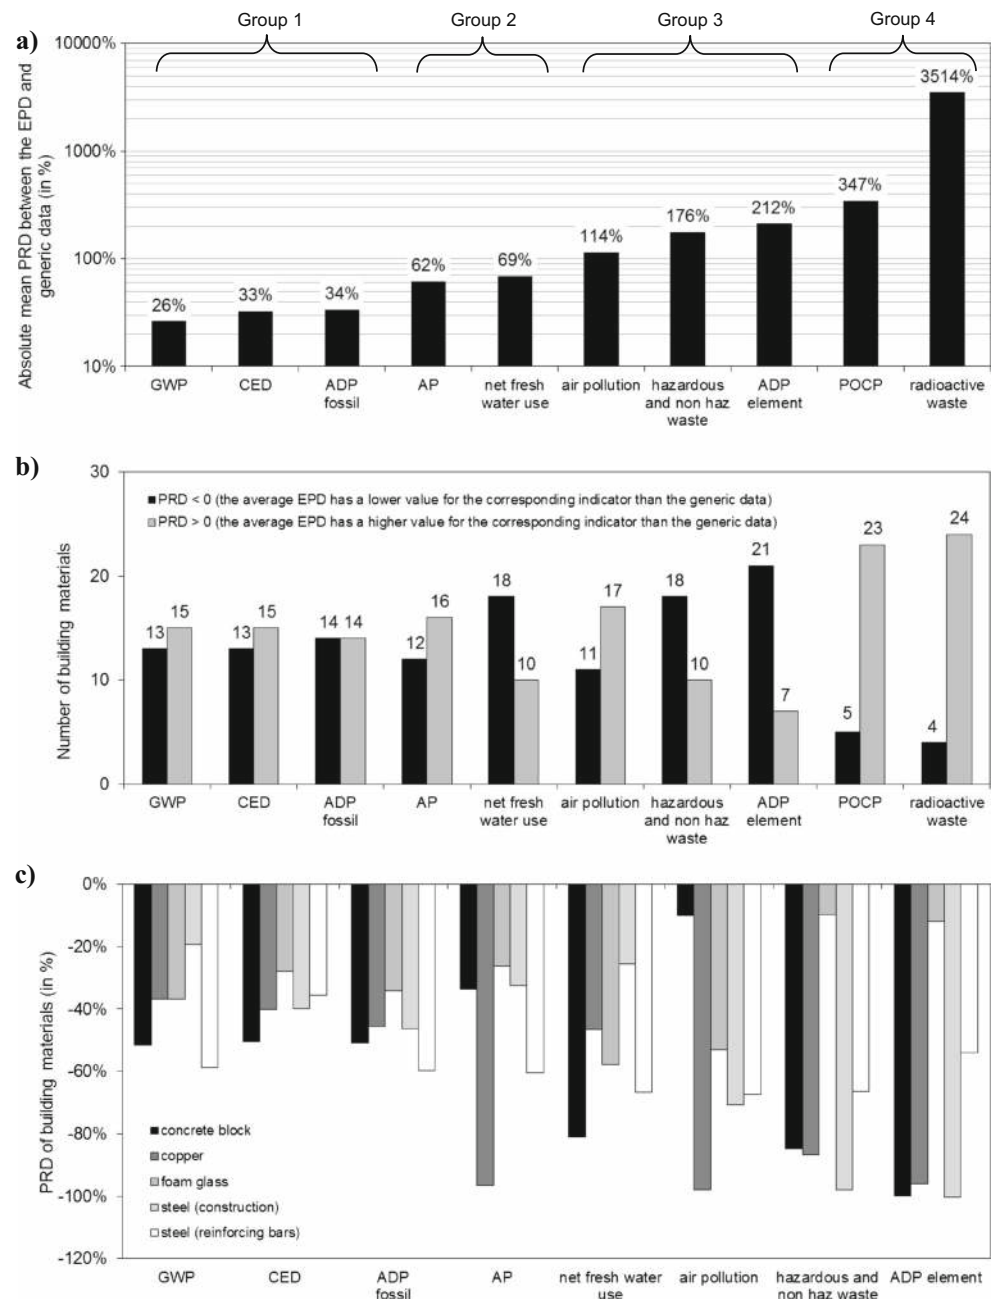 Group 1 Group 2 Group 3 Group 4
a)
Absolute mean PRD between the EPD and
generic data (in %)
10000%
1000%
100%
10%
26%
33%
34%
62%
69%
114%
176%
212%
347%
3514%
GWP CED ADP AP net fresh air pollution hazardous ADP POCP radioactive
fossil water use and non haz element waste
waste
b)
Number of building materials
30
20
10
0
PRD < 0 (the average EPD has a lower value for the corresponding indicator than the generic data)
PRD > 0 (the average EPD has a higher value for the corresponding indicator than the generic data)
13 15
13 15
14 14
12 16
18 10
11 17
18 10
21 7
5 23
4 24
GWP CED ADP AP net fresh air pollution hazardous ADP POCP radioactive
fossil water use and non haz element waste
waste
c)
PRD of building materials (in %)
0%
-20%
-40%
-60%
-80%
-100%
-120%
concrete block
copper
foam glass
steel (construction)
steel (reinforcing bars)
GWP CED ADP AP net fresh water air pollution hazardous and ADP element
fossil use non haz waste